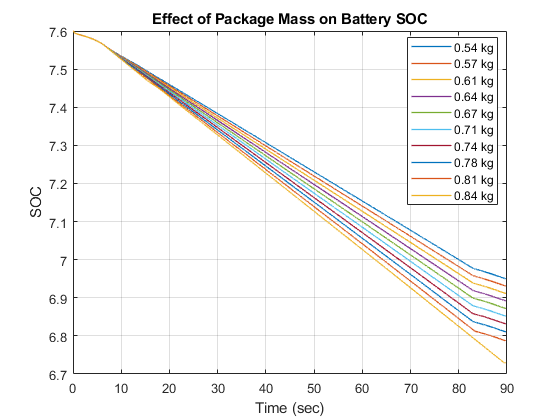 Effect of Package Mass on Battery SOC
7.6
7.5
7.4
7.3
7.2
7.1
7
6.9
6.8
6.7
SOC
0.54 kg
0.57 kg
0.61 kg
0.64 kg
0.67 kg
0.71 kg
0.74 kg
0.78 kg
0.81 kg
0.84 kg
0 10 20 30 40 50 60 70 80 90
Time (sec)